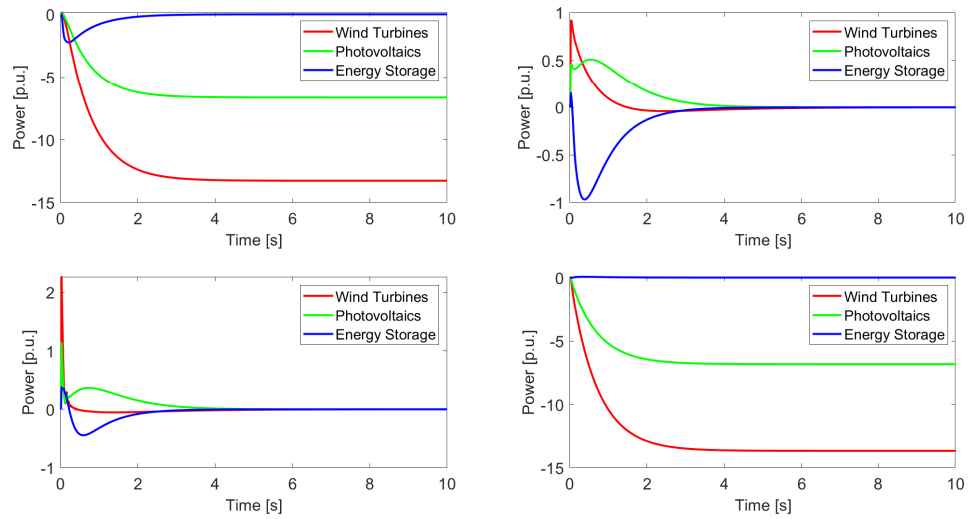 Power [p.u.]
0
-5
-10
-15
Wind Turbines
Photovoltaics
Energy Storage
0 2 4 6 8 10
Time [s]
Power [p.u.]
1
0.5
0
-0.5
-1
Wind Turbines
Photovoltaics
Energy Storage
0 2 4 6 8 10
Time [s]
Power [p.u.]
2
1
0
-1
Wind Turbines
Photovoltaics
Energy Storage
0 2 4 6 8 10
Time [s]
Power [p.u.]
0
-5
-10
-15
Wind Turbines
Photovoltaics
Energy Storage
0 2 4 6 8 10
Time [s]